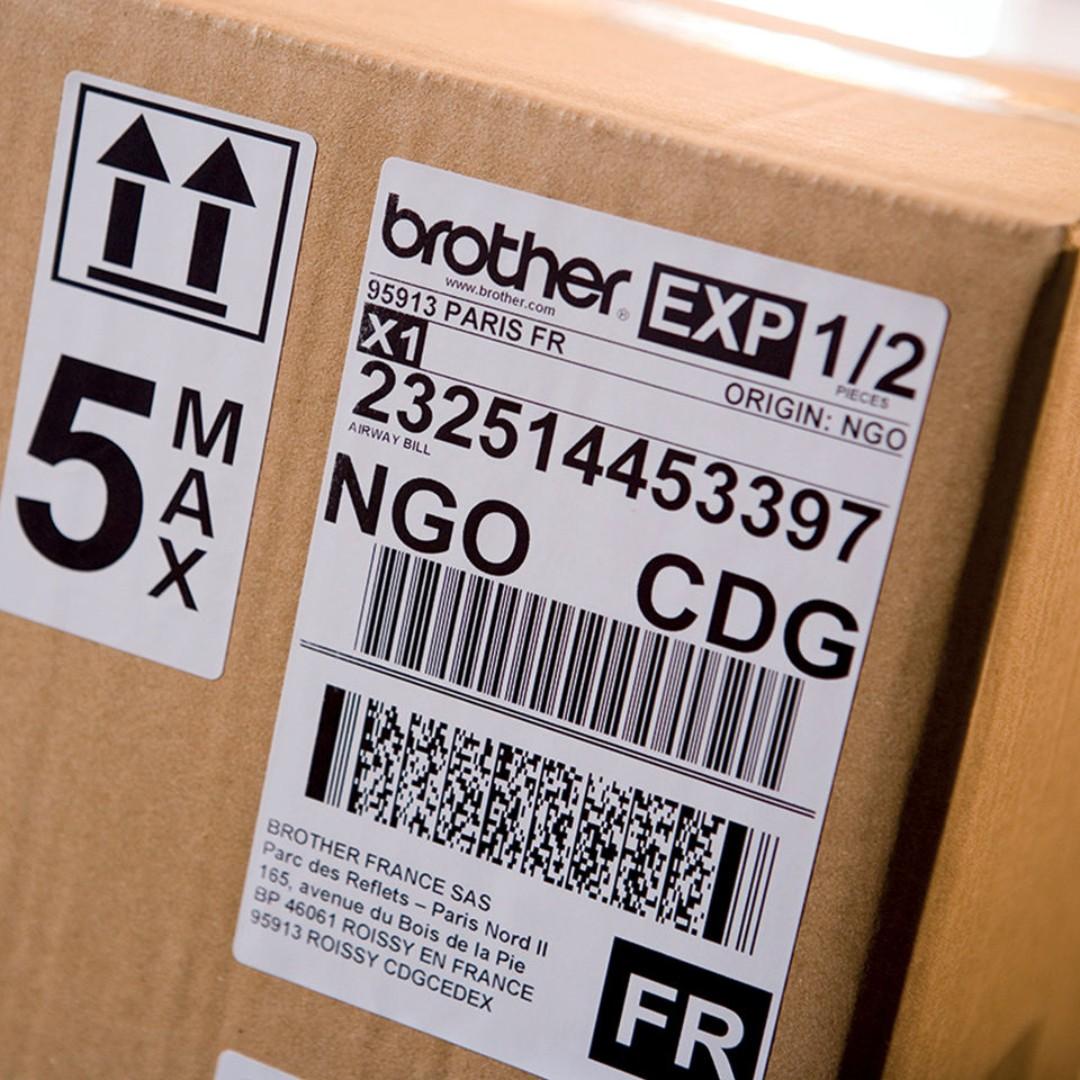 5 MAX
brother
www.brother.com
®
EXP 1/2
PIECES
95913 PARIS FR
ORIGIN: NGO
X1
232514453397
AIRWAY BILL
NGO CDG
BROTHER FRANCE SAS
Parc des Reflets – Paris Nord II
165, avenue du Bois de la Pie
BP 46061 ROISSY EN FRANCE
95913 ROISSY CDGCEDEX
FR